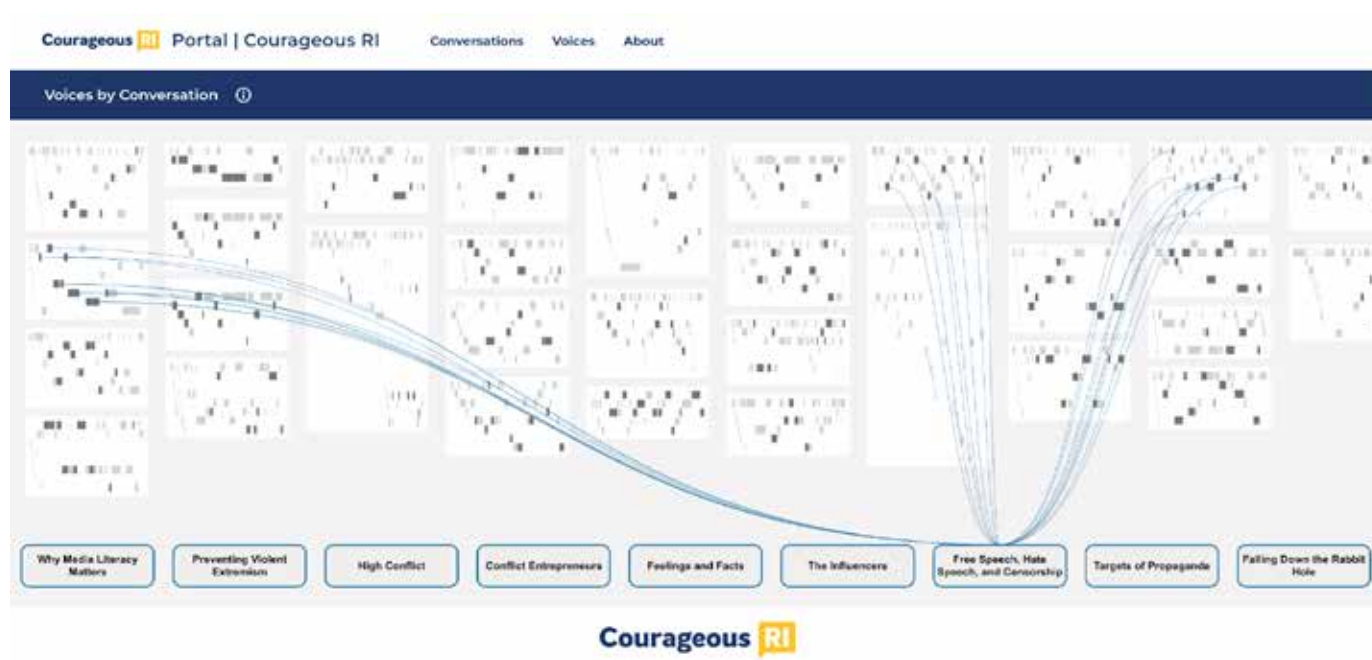 Courageous RI Portal | Courageous RI Conversations Voices About
Voices by Conversation
Why Media Literacy
Matters
Preventing Violent
Extremism
High Conflict
Conflict Entrepreneurs
Feelings and Facts
The Influencers
Free Speech, Hate
Speech, and Censorship
Targets of Propaganda
Falling Down the Rabbit
Hole
Courageous RI